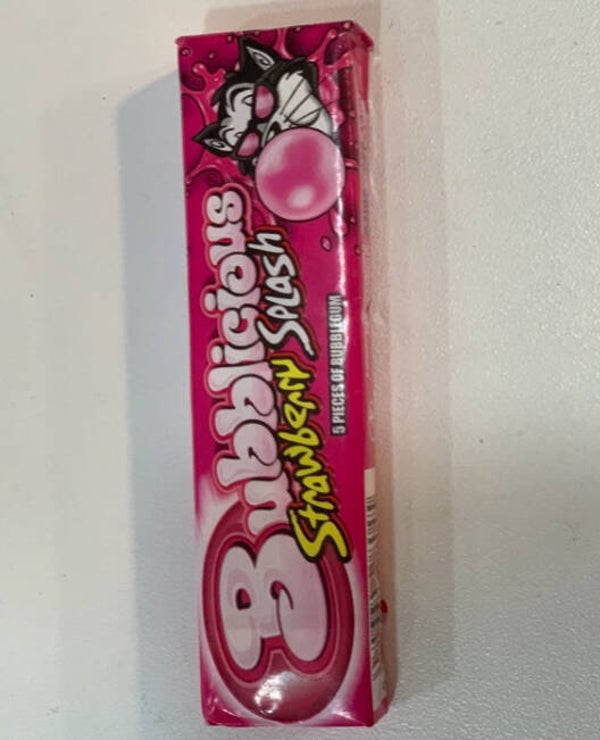 Bubblicious
Strawberry Splash
5 PIECES OF BUBBLEGUM